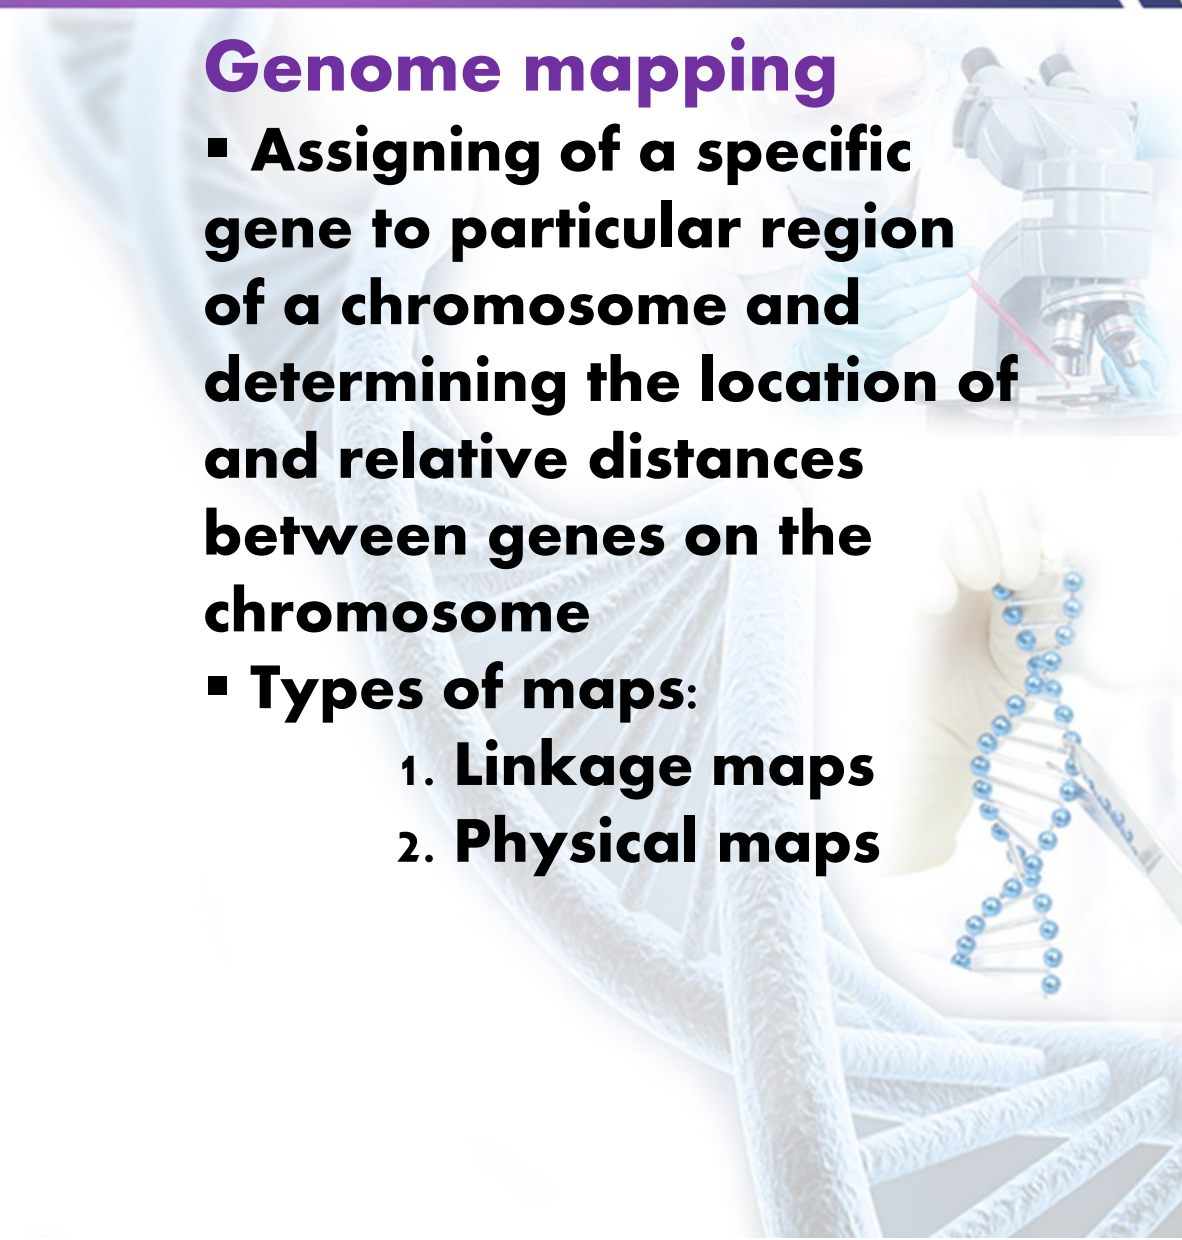 Genome mapping
▪ Assigning of a specific
gene to particular region
of a chromosome and
determining the location of
and relative distances
between genes on the
chromosome
▪ Types of maps:
1. Linkage maps
2. Physical maps